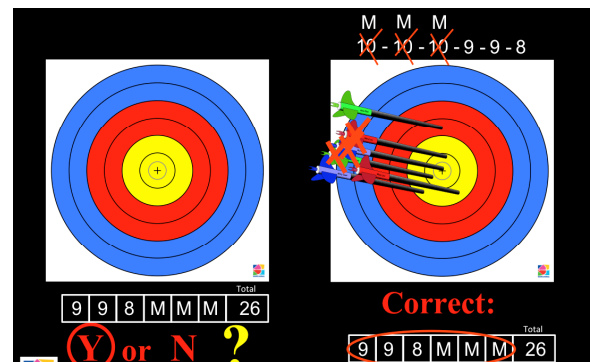 M M M
10 - 10 - 10 - 9 - 9 - 8
Total
9 9 8 M M M 26
Y or N ?
Correct:
Total
9 9 8 M M M 26